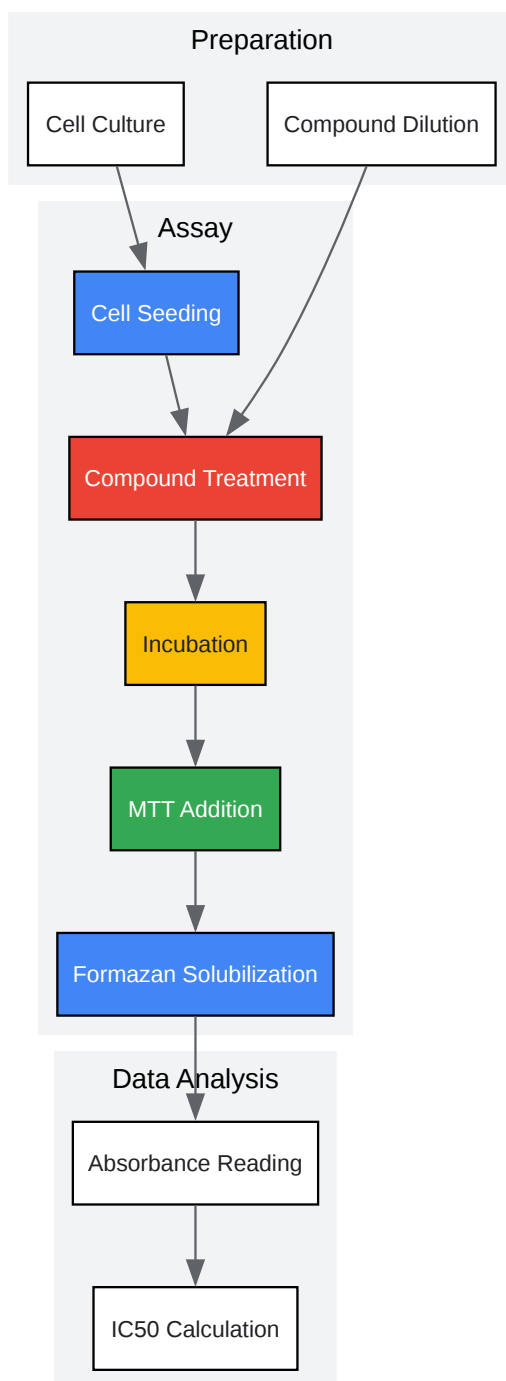 Preparation
Cell Culture
Compound Dilution
Assay
Cell Seeding
Compound Treatment
Incubation
MTT Addition
Formazan Solubilization
Data Analysis
Absorbance Reading
IC50 Calculation